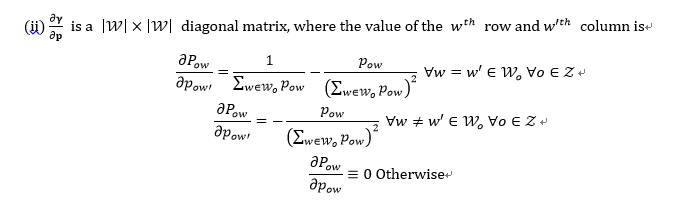 (ii) ∂γ/∂p is a |𝒲| × |𝒲| diagonal matrix, where the value of the w^th row and w'^th column is↵
∂P_ow/∂p_ow' = 1/(Σ_{w∈𝒲_o} p_ow) − p_ow/(Σ_{w∈𝒲_o} p_ow)^2 ∀w = w' ∈ 𝒲_o ∀o ∈ Z↵
∂P_ow/∂p_ow' = − p_ow/(Σ_{w∈𝒲_o} p_ow)^2 ∀w ≠ w' ∈ 𝒲_o, ∀o ∈ Z↵
∂P_ow/∂p_ow ≡ 0 Otherwise↵